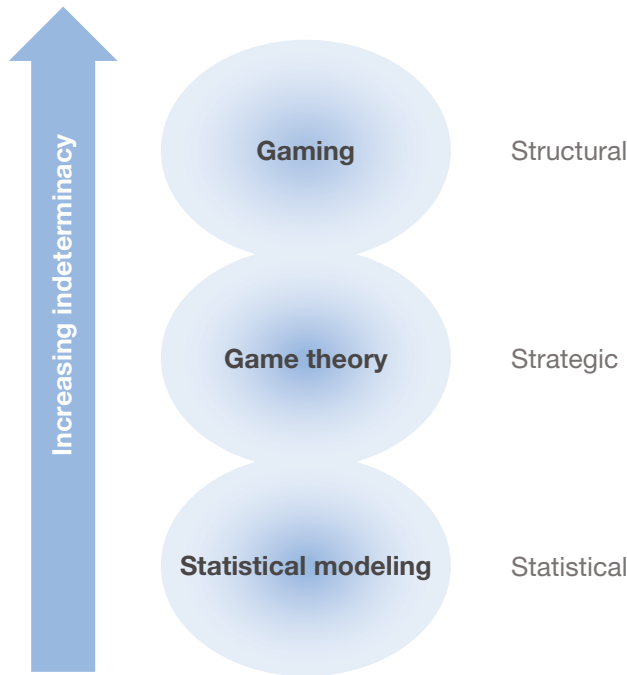 Increasing indeterminacy
Gaming
Structural
Game theory
Strategic
Statistical modeling
Statistical